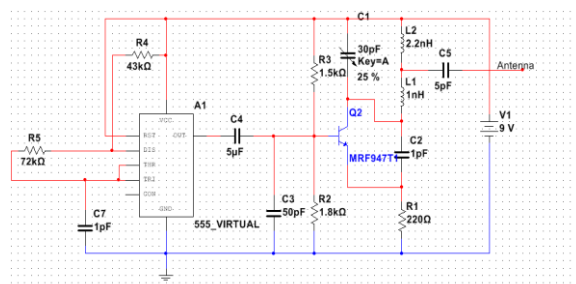 C1
30pF
Key=A
25 %
L2
2.2nH
C5
5pF
Antenna
R4
43kΩ
R3
1.5kΩ
L1
1nH
A1
VCC
RST
DIS
THR
TRI
CON
OUT
GND
555_VIRTUAL
C4
5µF
Q2
MRF947T1
V1
9 V
R5
72kΩ
C2
1pF
C7
1pF
C3
50pF
R2
1.8kΩ
R1
220Ω